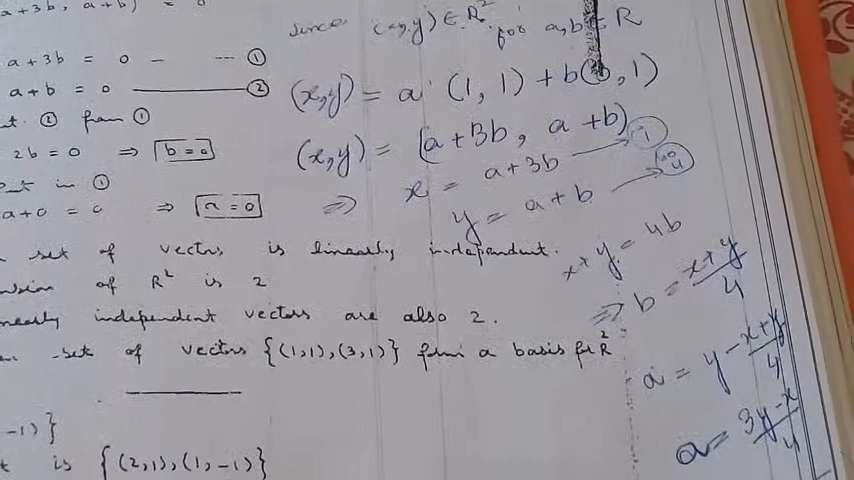 a + 3b, a + b) = 0
a + 3b = 0 - --- ①
a + b = 0 ——— ②
② from ①
2b = 0 ⇒ b = 0
in ①
a + 0 = 0 ⇒ a = 0
set of vectors is linearly independent.
of R² is 2
independent vectors are also 2.
set of vectors {(1,1),(3,1)} form a basis for R²
-1)}
is {(2,1),(1,-1)}
since (x,y) ∈ R² for a,b ∈ R
(x,y) = a (1, 1) + b( , 1)
(x,y) = (a + 3b, a + b)
⇒ x = a + 3b
y = a + b
x + y = 4b
⇒ b = x+y/4
a = y - x+y/4
a = 3y-x/4